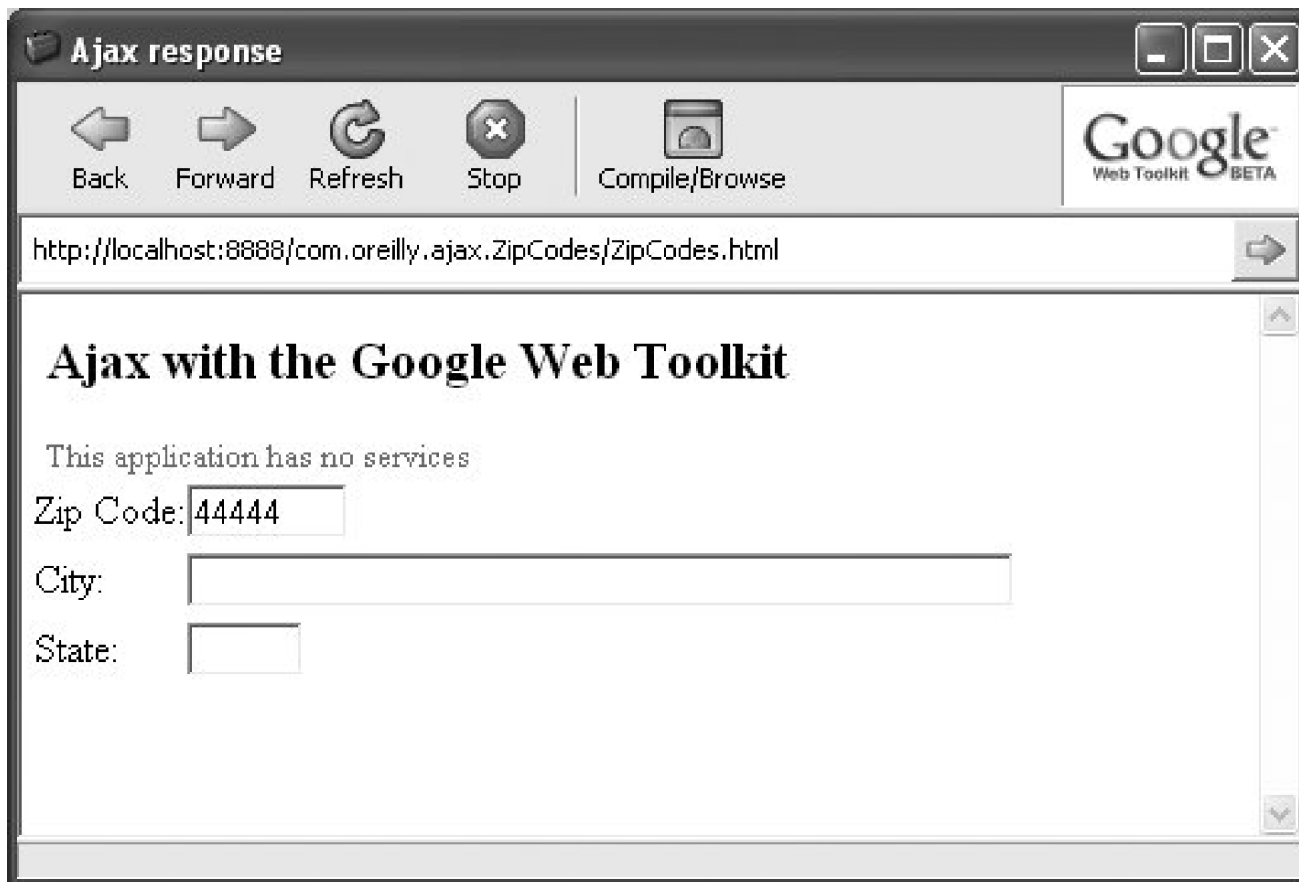 Ajax response
Back Forward Refresh Stop Compile/Browse
Google
Web Toolkit BETA
http://localhost:8888/com.oreilly.ajax.ZipCodes/ZipCodes.html
Ajax with the Google Web Toolkit
This application has no services
Zip Code: 44444
City:
State: